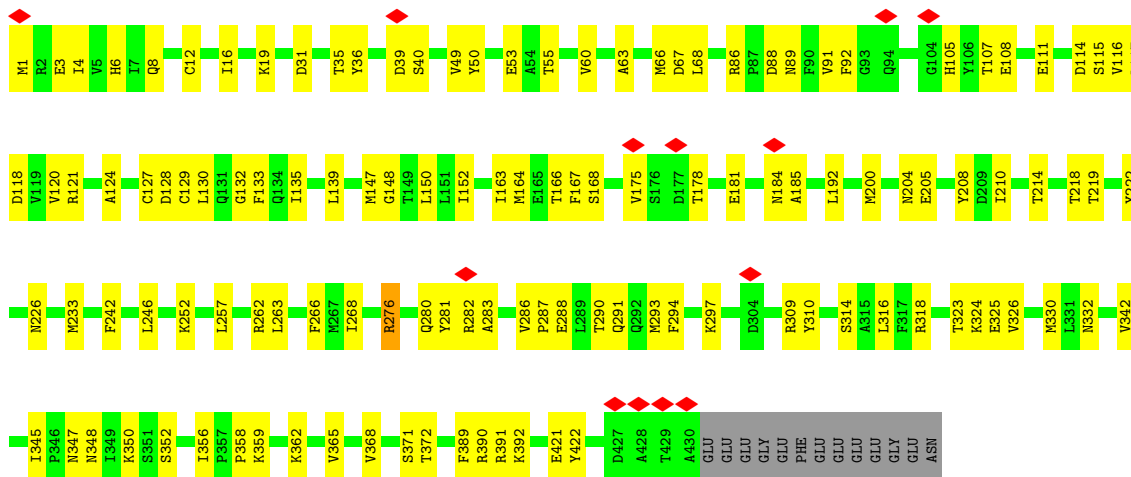 M1 R2 E3 I4 V5 H6 I7 Q8 C12 I16 K19 D31 T35 Y36 D39 S40 V49 Y50 E53 A54 T55 V60 A63 M66 D67 L68 R86 P87 D88 N89 F90 V91 F92 G93 Q94 G104 H105 Y106 T107 E108 E111 D114 S115 V116
D118 V119 V120 R121 A124 C127 D128 C129 L130 Q131 G132 F133 Q134 I135 L139 M147 G148 T149 L150 L151 I152 I163 M164 E165 T166 F167 S168 V175 S176 D177 T178 E181 N184 A185 L192 M200 N204 E205 Y208 D209 I210 T214 T218 T219
N226 M233 F242 L246 K252 L257 R262 L263 F266 M267 I268 R276 Q280 Y281 R282 A283 V286 P287 E288 L289 T290 Q291 Q292 M293 F294 K297 D304 R309 Y310 S314 A315 L316 F317 R318 T323 K324 E325 V326 M330 L331 N332 V342
I345 P346 N347 N348 I349 K350 S351 S352 I356 P357 P358 K359 K362 V365 V368 S371 T372 F389 R390 R391 K392 E421 Y422 D427 A428 T429 A430 GLU GLU GLU GLY GLU PHE GLU GLU GLU GLU GLY GLU ASN